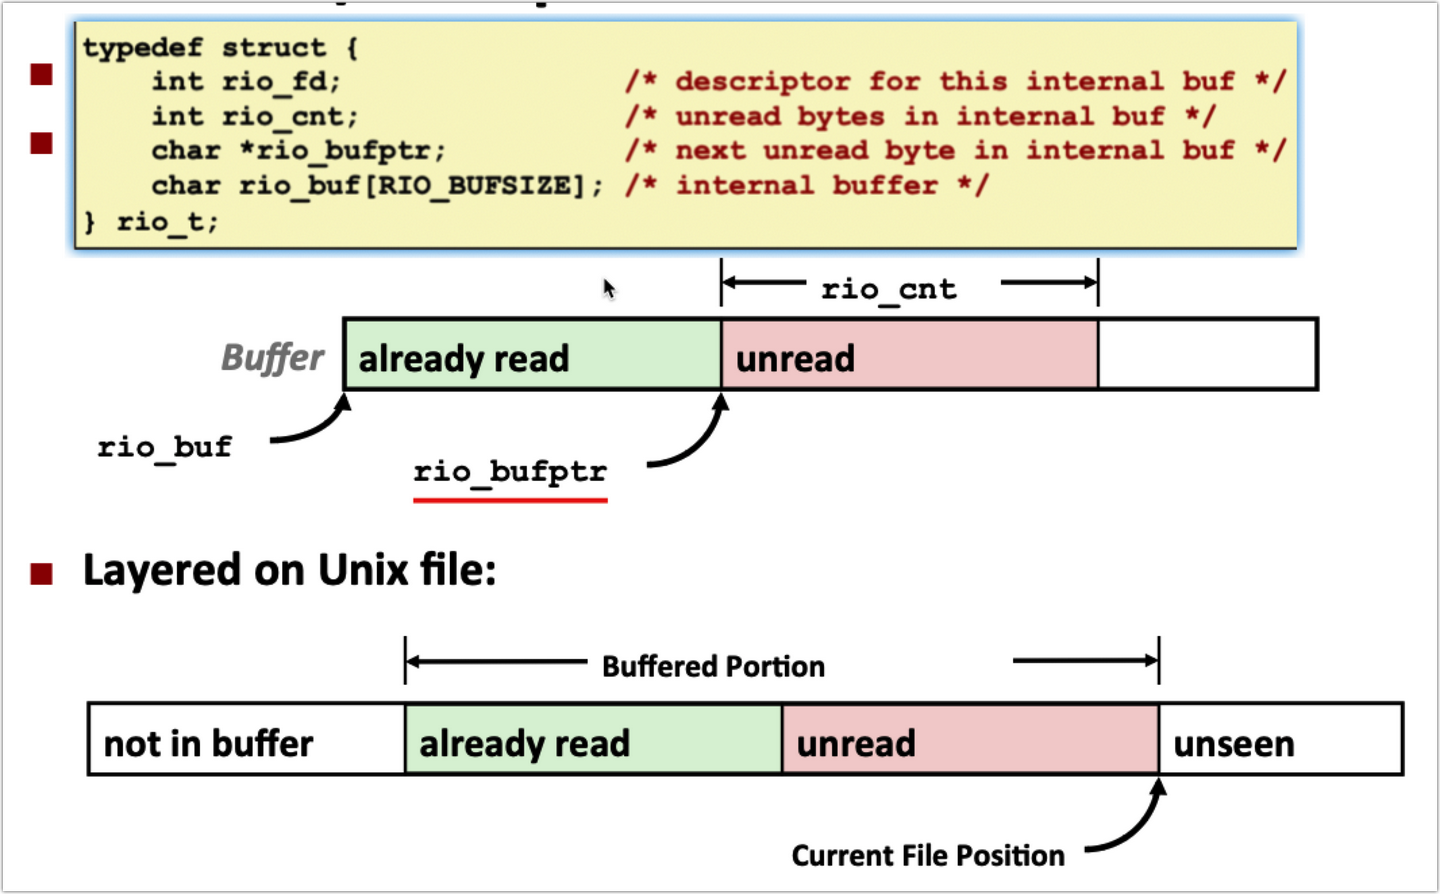 typedef struct {
int rio_fd; /* descriptor for this internal buf */
int rio_cnt; /* unread bytes in internal buf */
char *rio_bufptr; /* next unread byte in internal buf */
char rio_buf[RIO_BUFSIZE]; /* internal buffer */
} rio_t;
rio_cnt
Buffer already read unread
rio_buf
rio_bufptr
Layered on Unix file:
Buffered Portion
not in buffer already read unread unseen
Current File Position